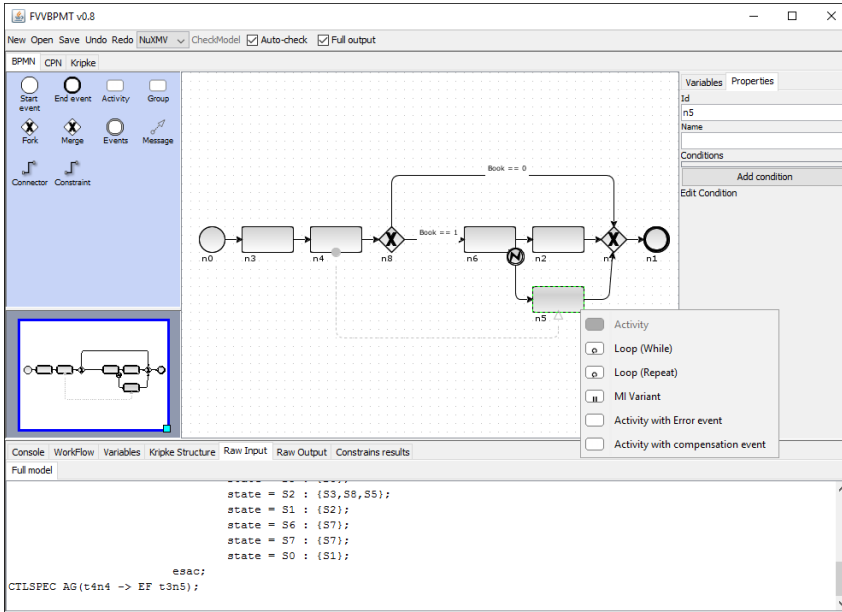 FVVBPMT v0.8
New Open Save Undo Redo NuXMV CheckModel Auto-check Full output
BPMN CPN Kripke
Start event
End event
Activity
Group
Fork
Merge
Events
Message
Connector
Constraint
Book == 0
Book == 1
n0
n3
n4
n8
n6
n2
n1
n5
Variables Properties
Id
n5
Name
Conditions
Add condition
Edit Condition
Activity
Loop (While)
Loop (Repeat)
MI Variant
Activity with Error event
Activity with compensation event
Console WorkFlow Variables Kripke Structure Raw Input Raw Output Constrains results
Full model
state = S2 : {S3,S8,S5};
state = S1 : {S2};
state = S6 : {S7};
state = S7 : {S7};
state = S0 : {S1};
esac;
CTLSPEC AG(t4n4 -> EF t3n5);